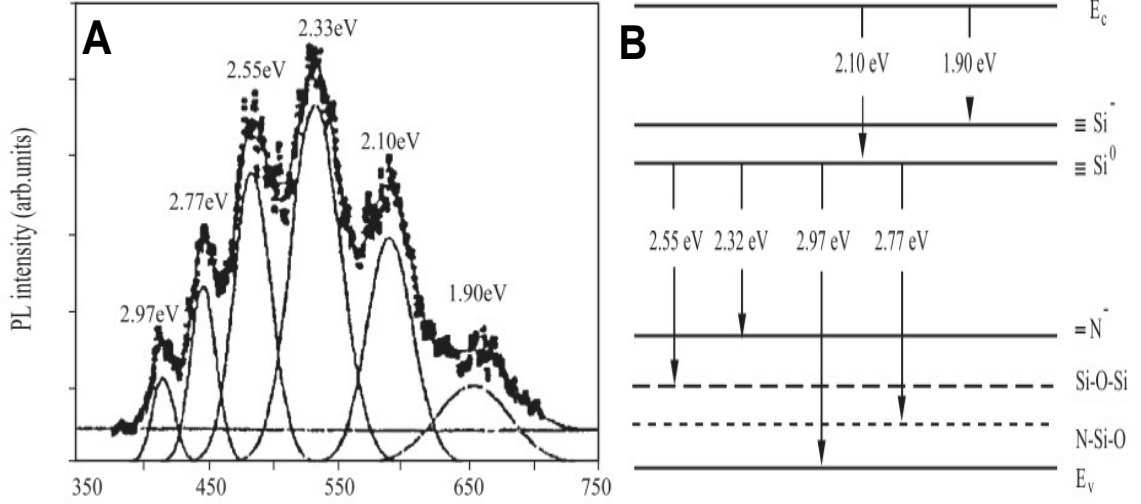 A
2.33eV
2.55eV
2.10eV
2.77eV
1.90eV
2.97eV
PL intensity (arb.units)
350 450 550 650 750
B
E_c
2.10 eV 1.90 eV
≡ Si⁻
≡ Si⁰
2.55 eV 2.32 eV 2.97 eV 2.77 eV
=N⁻
Si-O-Si
N-Si-O
E_v